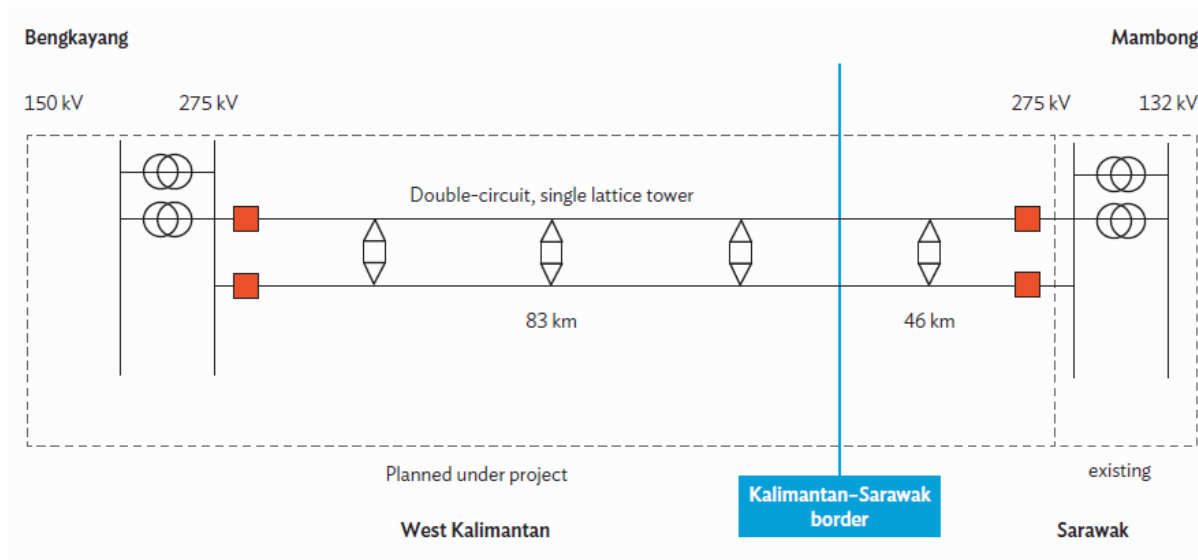 Bengkayang
Mambong
150 kV
275 kV
275 kV
132 kV
Double-circuit, single lattice tower
83 km
46 km
Planned under project
existing
Kalimantan–Sarawak
border
West Kalimantan
Sarawak